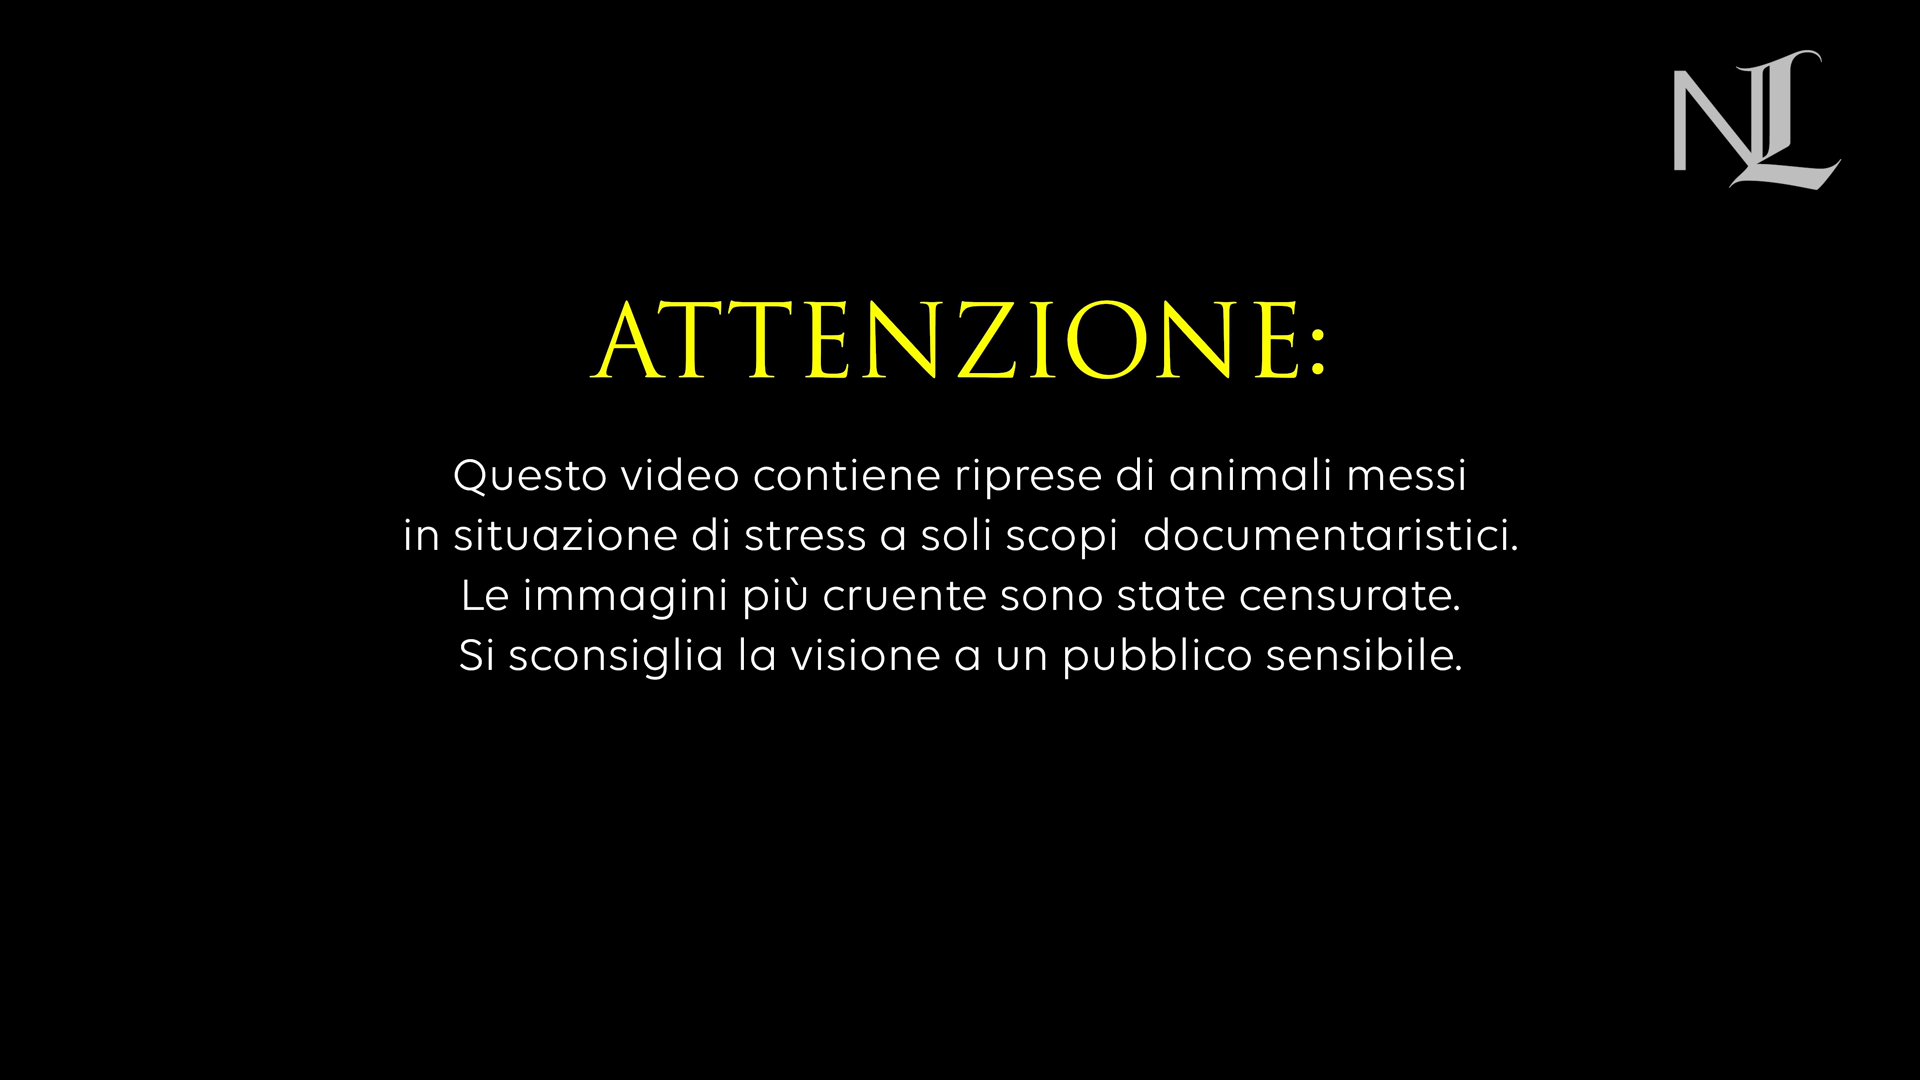 NL
ATTENZIONE:
Questo video contiene riprese di animali messi
in situazione di stress a soli scopi  documentaristici.
Le immagini più cruente sono state censurate.
Si sconsiglia la visione a un pubblico sensibile.